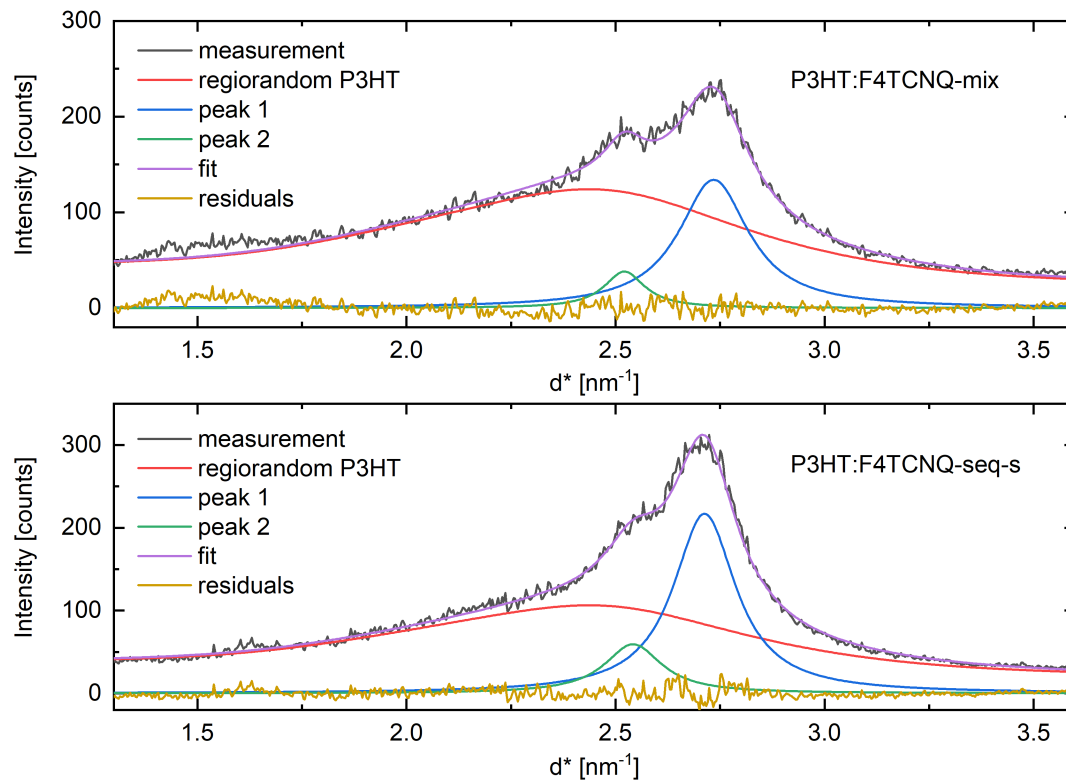 300
200
100
0
Intensity [counts]
measurement
regiorandom P3HT
peak 1
peak 2
fit
residuals
P3HT:F4TCNQ-mix
1.5 2.0 2.5 3.0 3.5
d* [nm⁻¹]
300
200
100
0
Intensity [counts]
measurement
regiorandom P3HT
peak 1
peak 2
fit
residuals
P3HT:F4TCNQ-seq-s
1.5 2.0 2.5 3.0 3.5
d* [nm⁻¹]